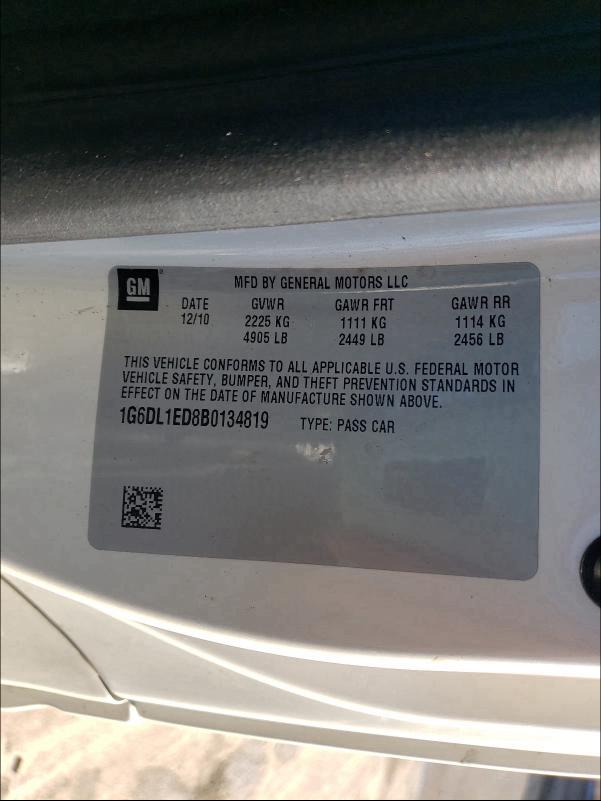 GM ® MFD BY GENERAL MOTORS LLC
DATE GVWR GAWR FRT GAWR RR
12/10 2225 KG 1111 KG 1114 KG
4905 LB 2449 LB 2456 LB
THIS VEHICLE CONFORMS TO ALL APPLICABLE U.S. FEDERAL MOTOR
VEHICLE SAFETY, BUMPER, AND THEFT PREVENTION STANDARDS IN
EFFECT ON THE DATE OF MANUFACTURE SHOWN ABOVE.
1G6DL1ED8B0134819 TYPE: PASS CAR